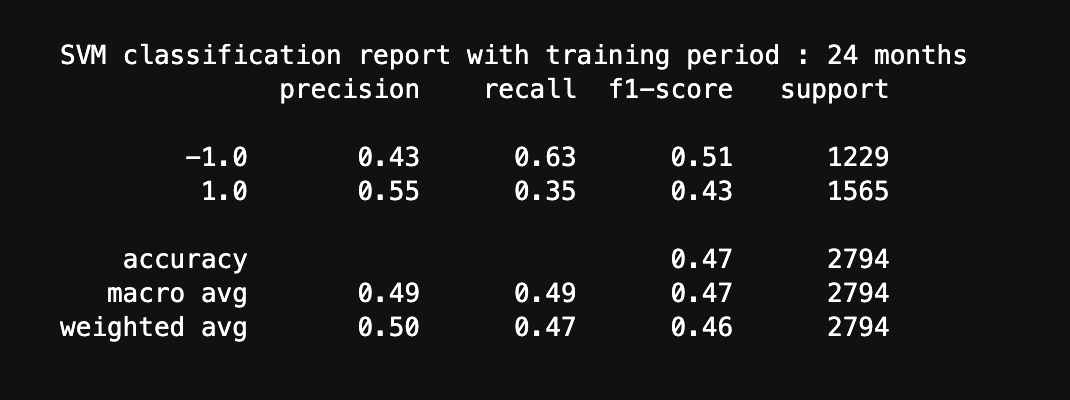 SVM classification report with training period : 24 months
precision recall f1-score support
-1.0 0.43 0.63 0.51 1229
1.0 0.55 0.35 0.43 1565
accuracy 0.47 2794
macro avg 0.49 0.49 0.47 2794
weighted avg 0.50 0.47 0.46 2794